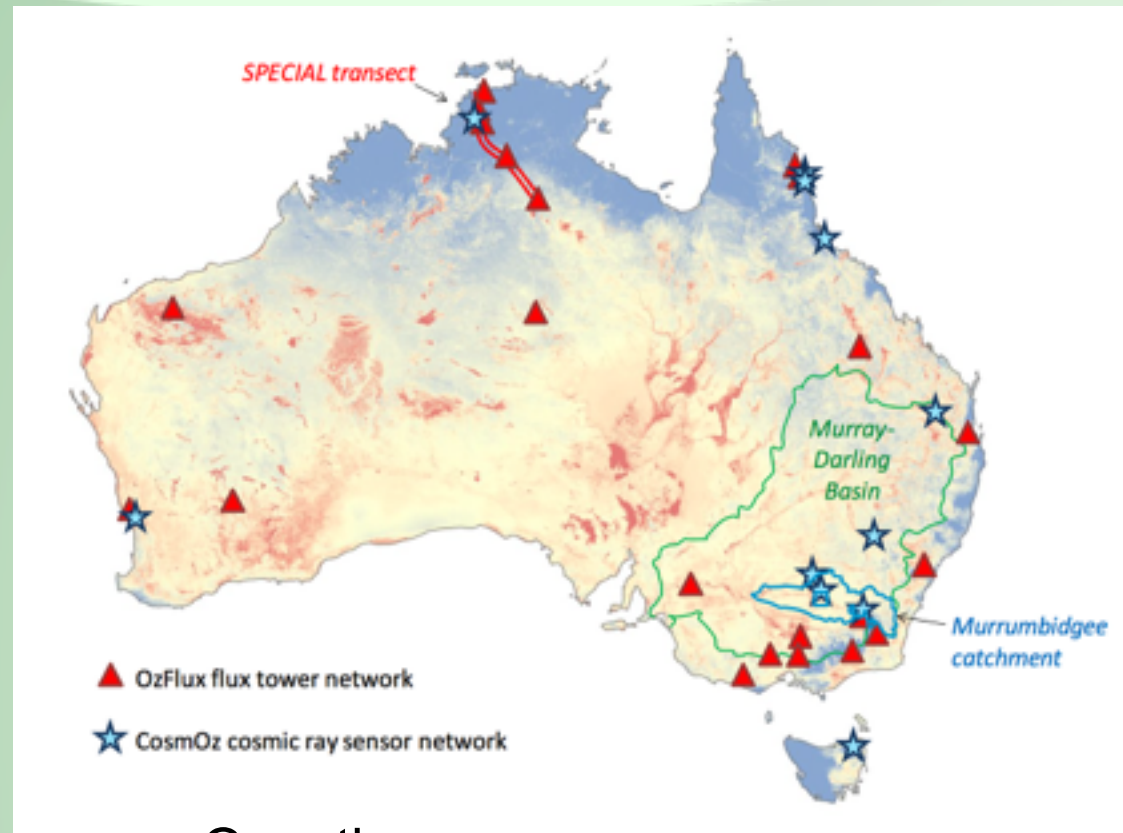 SPECIAL transect
Murray-
Darling
Basin
Murrumbidgee
catchment
OzFlux flux tower network
CosmOz cosmic ray sensor network